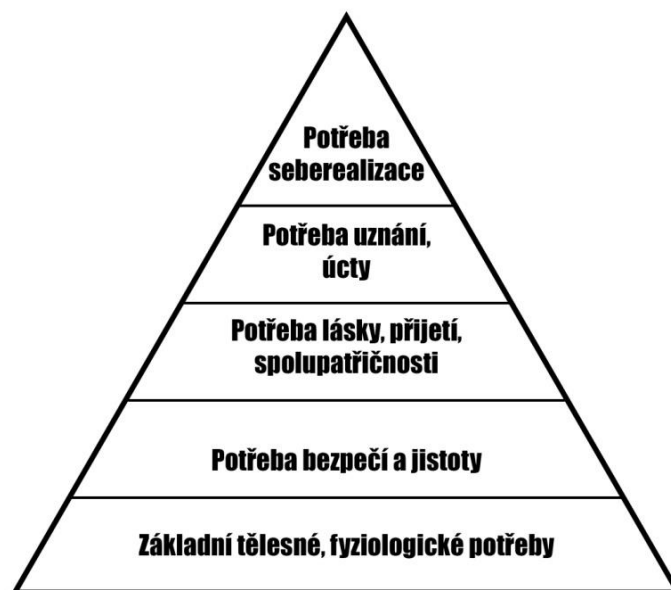 Potřeba
seberealizace
Potřeba uznání,
úcty
Potřeba lásky, přijetí,
spolupatřičnosti
Potřeba bezpečí a jistoty
Základní tělesné, fyziologické potřeby